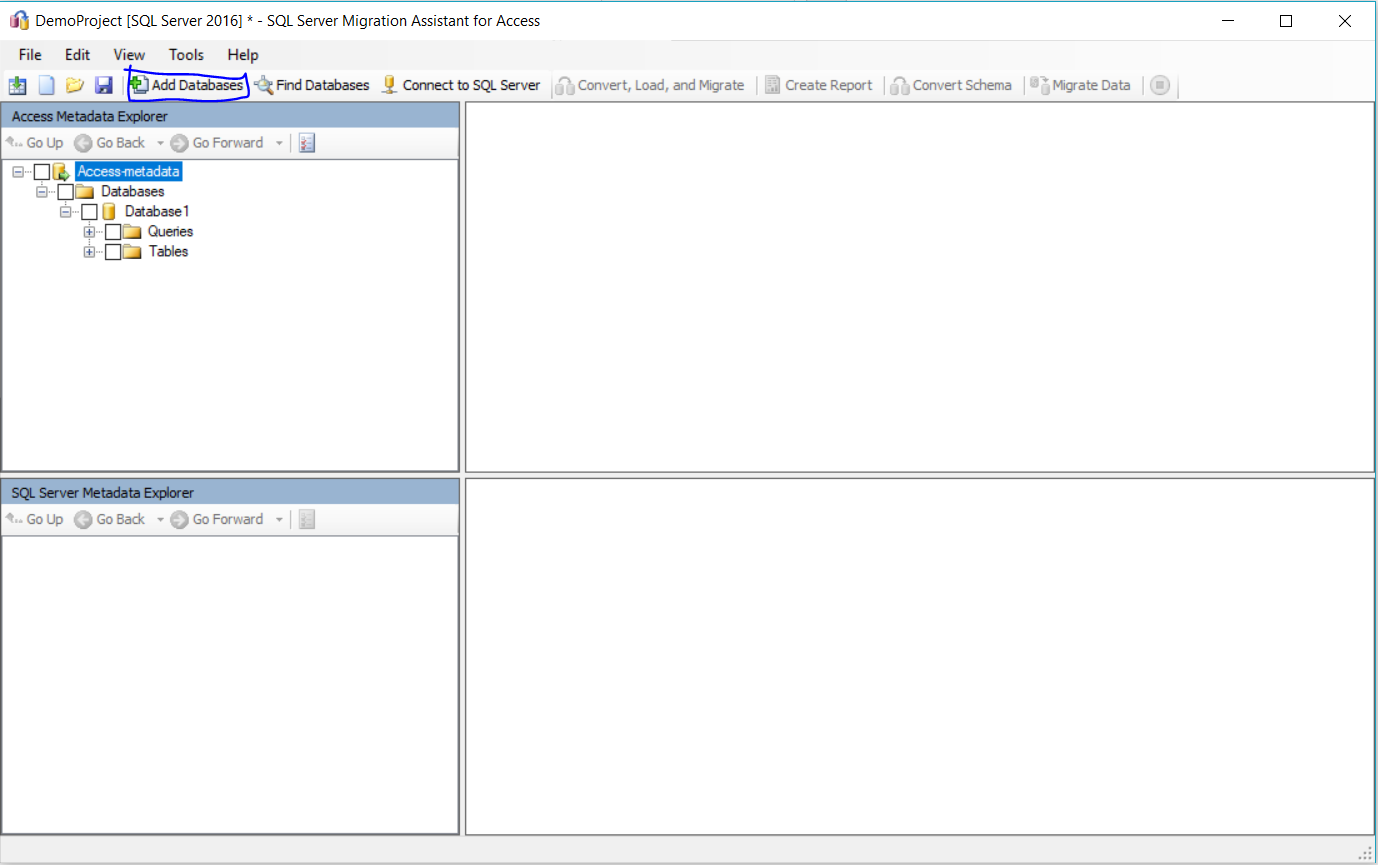 DemoProject [SQL Server 2016] * - SQL Server Migration Assistant for Access
File Edit View Tools Help
Add Databases Find Databases Connect to SQL Server Convert, Load, and Migrate Create Report Convert Schema Migrate Data
Access Metadata Explorer
Go Up Go Back Go Forward
Access-metadata
Databases
Database1
Queries
Tables
SQL Server Metadata Explorer
Go Up Go Back Go Forward